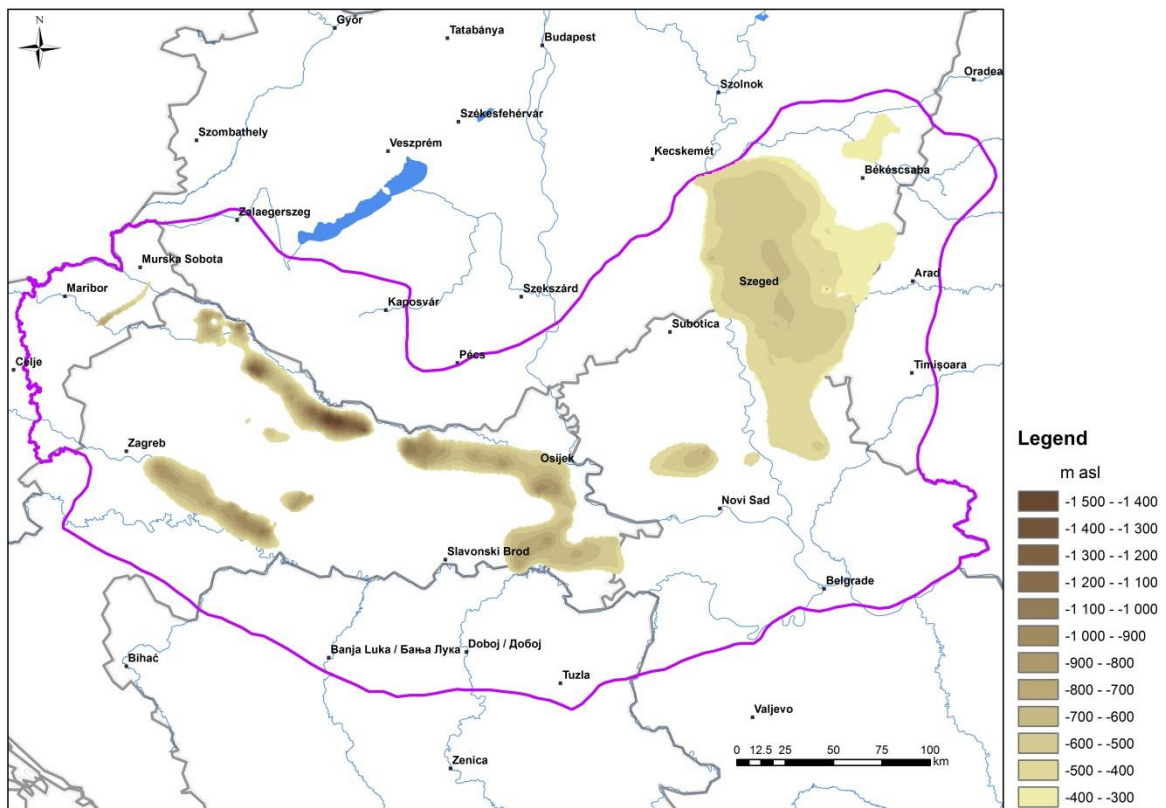 N
Győr
Tatabánya
Budapest
Oradea
Szolnok
Székesfehérvár
Szombathely
Veszprém
Kecskemét
Békéscsaba
Zalaegerszeg
Murska Sobota
Maribor
Szekszárd
Szeged
Arad
Kaposvár
Subotica
Pécs
Celje
Timișoara
Zagreb
Osijek
Novi Sad
Slavonski Brod
Belgrade
Banja Luka / Бања Лука
Doboj / Добој
Bihać
Tuzla
Valjevo
Zenica
0 12.5 25 50 75 100
km
Legend
m asl
-1 500 - -1 400
-1 400 - -1 300
-1 300 - -1 200
-1 200 - -1 100
-1 100 - -1 000
-1 000 - -900
-900 - -800
-800 - -700
-700 - -600
-600 - -500
-500 - -400
-400 - -300